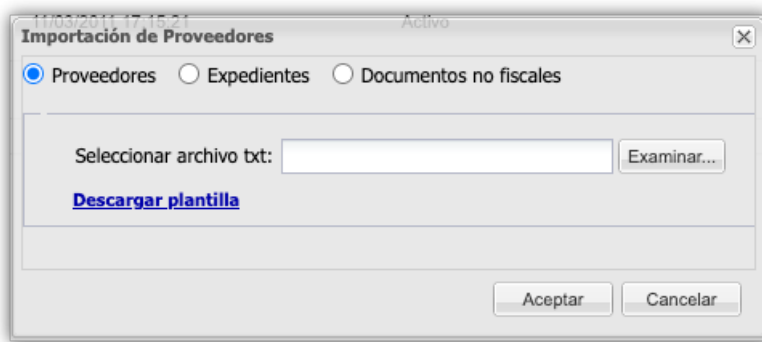 11/03/2011 17:15:21 Activo
Importación de Proveedores
Proveedores Expedientes Documentos no fiscales
Seleccionar archivo txt: Examinar...
Descargar plantilla
Aceptar Cancelar